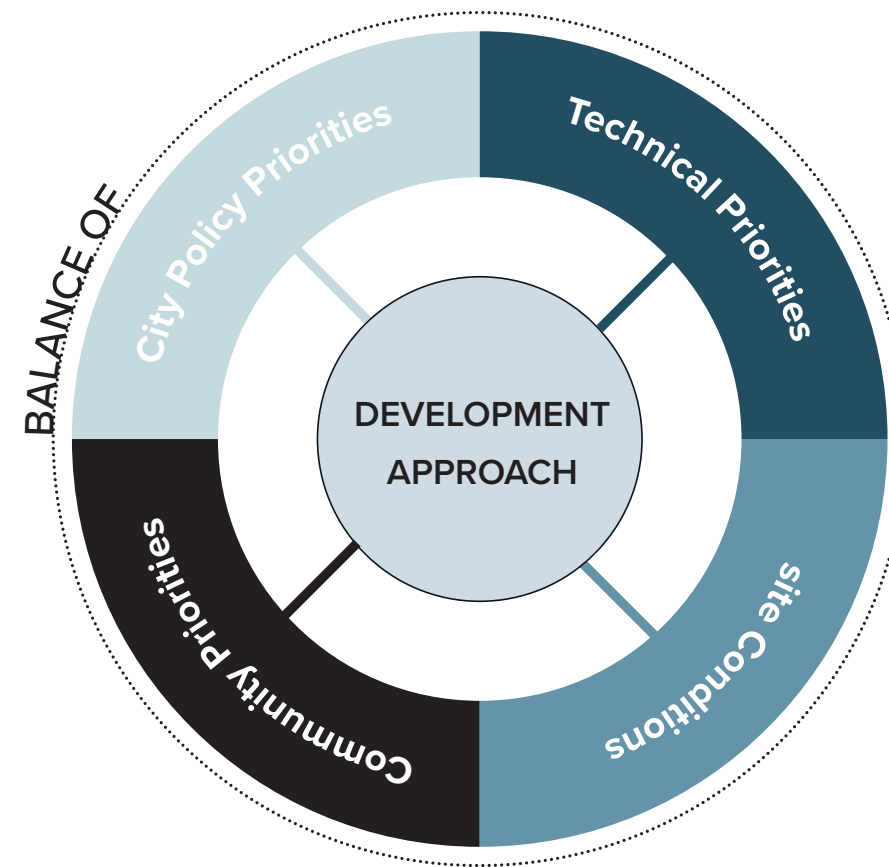 BALANCE OF
City Policy Priorities
Technical Priorities
DEVELOPMENT
APPROACH
Community Priorities
site Conditions